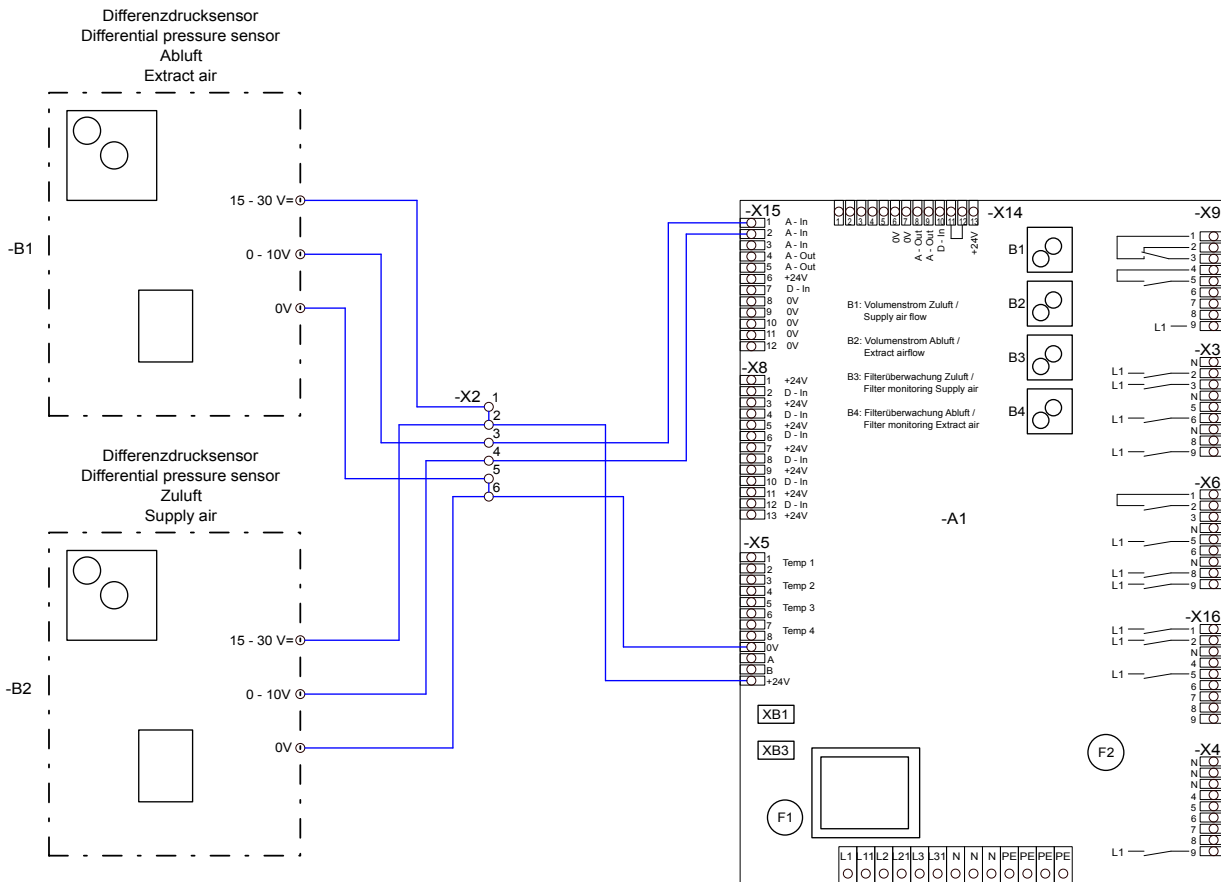 Differenzdrucksensor
Differential pressure sensor
Abluft
Extract air
-B1
15 - 30 V=
0 - 10V
0V
Differenzdrucksensor
Differential pressure sensor
Zuluft
Supply air
-B2
15 - 30 V=
0 - 10V
0V
-X2
1
2
3
4
5
6
-X15
1 A - In
2 A - In
3 A - In
4 A - Out
5 A - Out
6 +24V
7 D - In
8 0V
9 0V
10 0V
11 0V
12 0V
-X8
1 +24V
2 D - In
3 +24V
4 D - In
5 +24V
6 D - In
7 +24V
8 D - In
9 +24V
10 D - In
11 +24V
12 D - In
13 +24V
-X5
1
2
Temp 1
3
4
Temp 2
5
6
Temp 3
7
8
Temp 4
0V
A
B
+24V
XB1
XB3
F1
-X14
1 2 3 4 5 6 7 8 9 10 11 12 13
0V
0V
A - Out
A - Out
D - In
+24V
B1: Volumenstrom Zuluft /
Supply air flow
B2: Volumenstrom Abluft /
Extract airflow
B3: Filterüberwachung Zuluft /
Filter monitoring Supply air
B4: Filterüberwachung Abluft /
Filter monitoring Extract air
B1
B2
B3
B4
-A1
F2
-X9
1
2
3
4
5
6
7
8
L1 9
-X3
N
L1 2
L1 3
N
5
L1 6
N
8
L1 9
-X6
1
2
3
N
L1 5
6
N
L1 8
L1 9
-X16
L1 1
L1 2
N
4
L1 5
6
7
8
9
-X4
N
N
N
4
5
6
7
8
L1 9
L1 L11 L2 L21 L3 L31 N N N PE PE PE PE